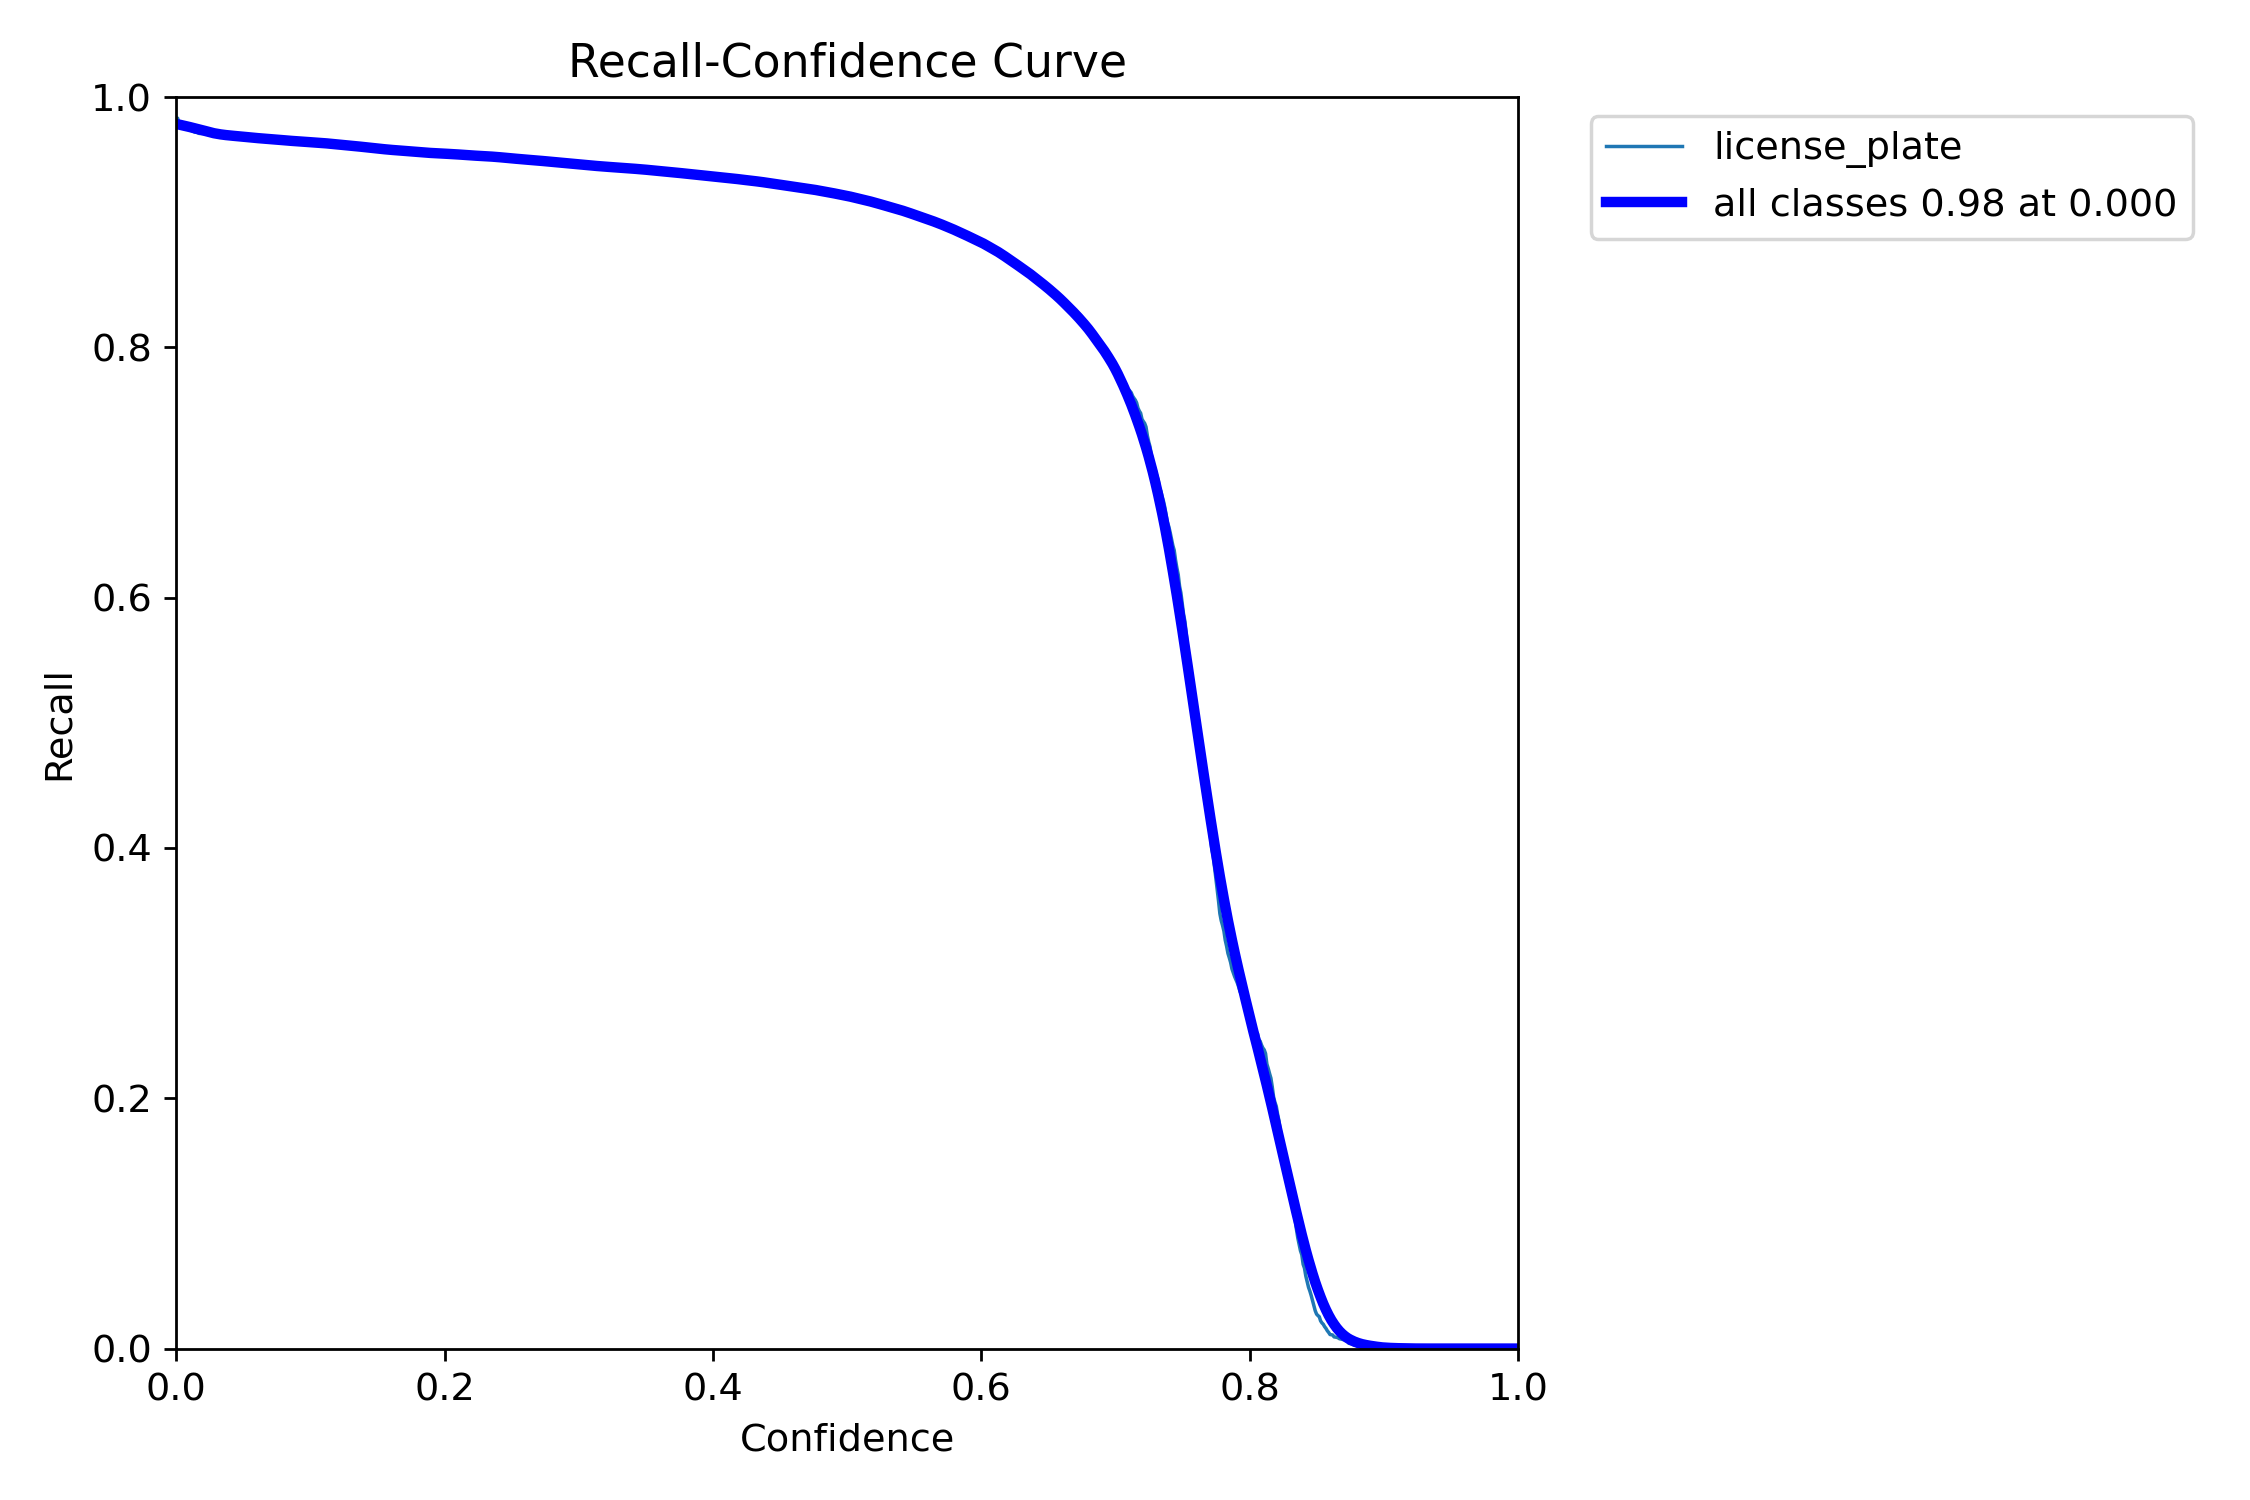 Recall-Confidence Curve
1.0
0.8
0.6
0.4
0.2
0.0
Recall
0.0 0.2 0.4 0.6 0.8 1.0
Confidence
license_plate
all classes 0.98 at 0.000